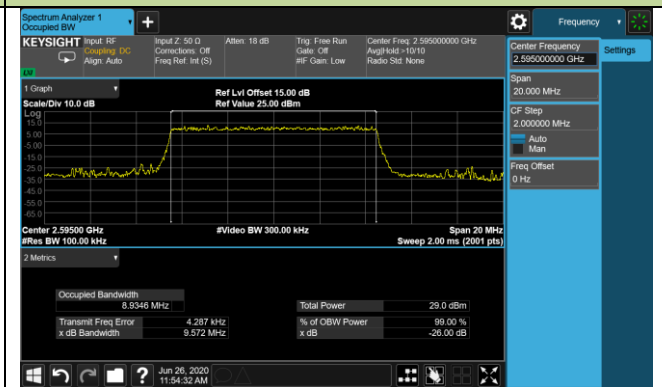 Spectrum Analyzer 1
Occupied BW
+
Frequency
KEYSIGHT
Input: RF
Coupling: DC
Align: Auto
Input Z: 50 Ω
Corrections: Off
Freq Ref: Int (S)
Atten: 18 dB
Trig: Free Run
Gate: Off
#IF Gain: Low
Center Freq: 2.595000000 GHz
Avg|Hold:>10/10
Radio Std: None
LU
Center Frequency
2.595000000 GHz
Settings
Span
20.000 MHz
CF Step
2.000000 MHz
Auto
Man
Freq Offset
0 Hz
1 Graph
Scale/Div 10.0 dB
Ref Lvl Offset 15.00 dB
Ref Value 25.00 dBm
Log
15.0
5.00
-5.00
-15.0
-25.0
-35.0
-45.0
-55.0
-65.0
Center 2.59500 GHz
#Res BW 100.00 kHz
#Video BW 300.00 kHz
Span 20 MHz
Sweep 2.00 ms (2001 pts)
2 Metrics
Occupied Bandwidth
8.9346 MHz
Total Power 29.0 dBm
Transmit Freq Error 4.287 kHz
% of OBW Power 99.00 %
x dB Bandwidth 9.572 MHz
x dB -26.00 dB
?
Jun 26, 2020
11:54:32 AM